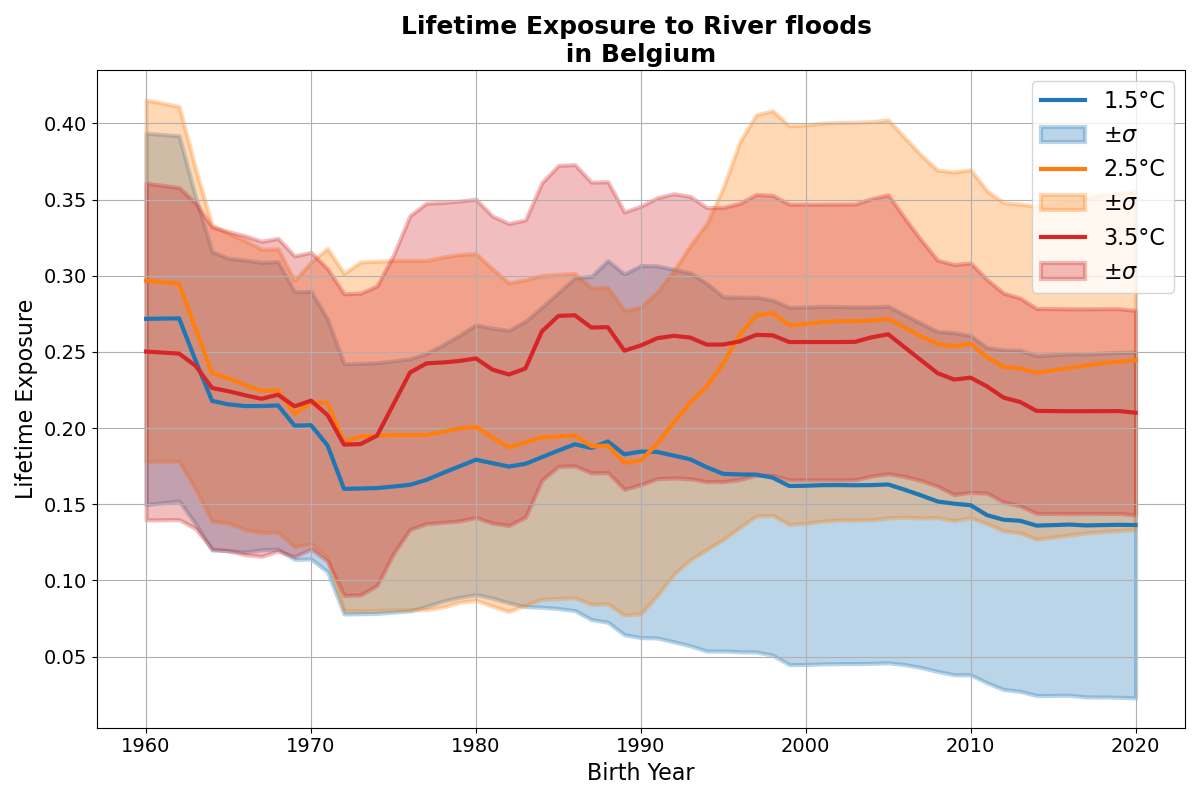 Lifetime Exposure to River floods
in Belgium
Lifetime Exposure
0.40
0.35
0.30
0.25
0.20
0.15
0.10
0.05
1960
1970
1980
1990
2000
2010
2020
Birth Year
1.5°C
±σ
2.5°C
±σ
3.5°C
±σ